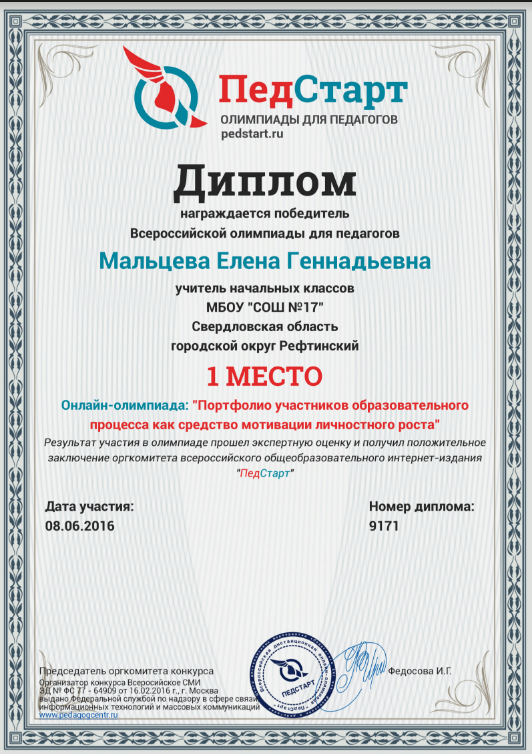 ПедСтарт
ОЛИМПИАДЫ ДЛЯ ПЕДАГОГОВ
pedstart.ru
Диплом
награждается победитель
Всероссийской олимпиады для педагогов
Мальцева Елена Геннадьевна
учитель начальных классов
МБОУ "СОШ №17"
Свердловская область
городской округ Рефтинский
1 МЕСТО
Онлайн-олимпиада: "Портфолио участников образовательного
процесса как средство мотивации личностного роста"
Результат участия в олимпиаде прошел экспертную оценку и получил положительное
заключение оргкомитета всероссийского общеобразовательного интернет-издания
"ПедСтарт"
Дата участия:
08.06.2016
Номер диплома:
9171
Председатель оргкомитета конкурса
Федосова И.Г.
Организатор конкурса Всероссийское СМИ
ЭД № ФС 77 - 64909 от 16.02.2016 г., г. Москва
выдано Федеральной службой по надзору в сфере связи,
информационных технологий и массовых коммуникаций
www.pedagogcentr.ru
ПЕДСТАРТ